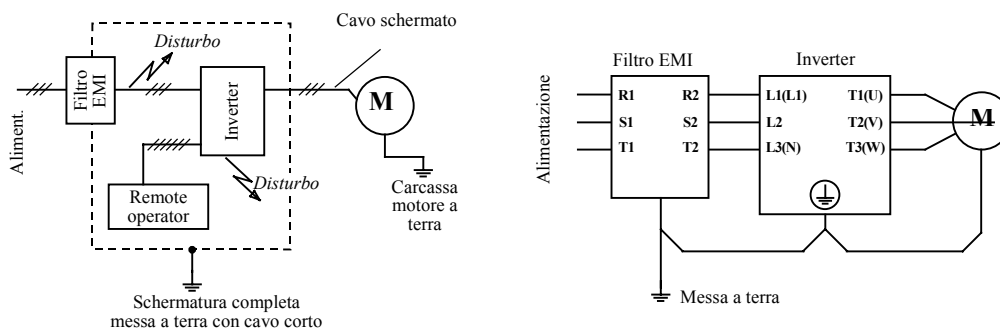 Cavo schermato
Disturbo
Filtro
EMI
Aliment.
Inverter
M
Disturbo
Remote
operator
Carcassa
motore a
terra
Schermatura completa
messa a terra con cavo corto
Filtro EMI
Inverter
Alimentazione
R1 R2 L1(L1) T1(U)
S1 S2 L2 T2(V)
T1 T2 L3(N) T3(W)
M
Messa a terra